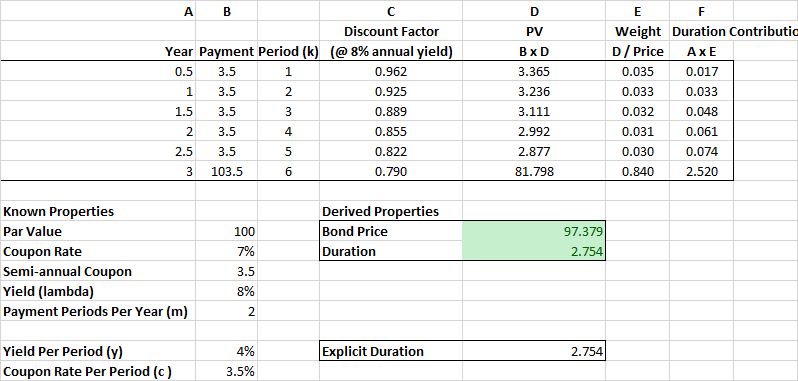 A B C D E F
Discount Factor PV Weight Duration Contributio
Year Payment Period (k) (@ 8% annual yield) B x D D / Price A x E
0.5 3.5 1 0.962 3.365 0.035 0.017
1 3.5 2 0.925 3.236 0.033 0.033
1.5 3.5 3 0.889 3.111 0.032 0.048
2 3.5 4 0.855 2.992 0.031 0.061
2.5 3.5 5 0.822 2.877 0.030 0.074
3 103.5 6 0.790 81.798 0.840 2.520
Known Properties Derived Properties
Par Value 100 Bond Price 97.379
Coupon Rate 7% Duration 2.754
Semi-annual Coupon 3.5
Yield (lambda) 8%
Payment Periods Per Year (m) 2
Yield Per Period (y) 4% Explicit Duration 2.754
Coupon Rate Per Period (c ) 3.5%